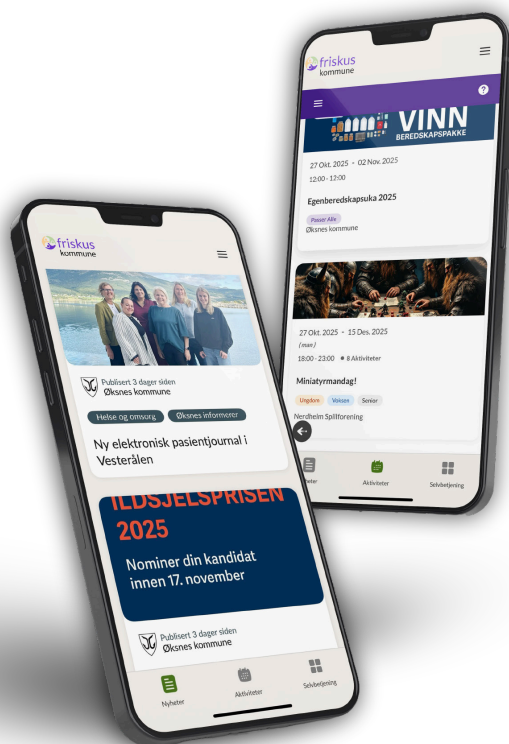 friskus
kommune
VINN
BEREDSKAPSPAKKE
27 Okt. 2025 - 02 Nov. 2025
12:00 - 12:00
Egenberedskapsuka 2025
Passer Alle
Øksnes kommune
27 Okt. 2025 - 15 Des. 2025
(man)
18:00 - 23:00 • 8 Aktiviteter
Miniatyrmandag!
Ungdom Voksen Senior
Nerdheim Spillforening
heter Aktiviteter Selvbetjening
friskus
kommune
Publisert 3 dager siden
Øksnes kommune
Helse og omsorg Øksnes informerer
Ny elektronisk pasientjournal i
Vesterålen
ILDSJELSPRISEN
2025
Nominer din kandidat
innen 17. november
Publisert 3 dager siden
Øksnes kommune
Nyheter Aktiviteter Selvbetjening